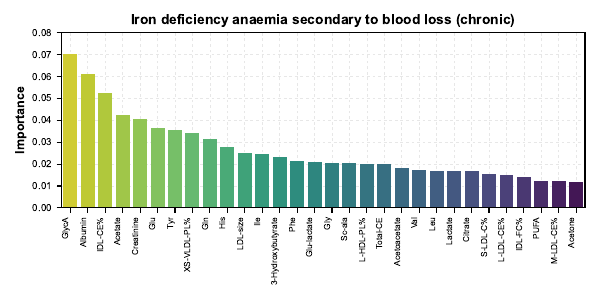 Iron deficiency anaemia secondary to blood loss (chronic)
Importance
0.08
0.07
0.06
0.05
0.04
0.03
0.02
0.01
0.00
GlycA
Albumin
IDL-CE%
Acetate
Creatinine
Glu
Tyr
XS-VLDL-PL%
Gln
His
LDL-size
Ile
3-Hydroxybutyrate
Phe
Glu-lactate
Gly
Sc-ala
L-HDL-PL%
Total-CE
Acetoacetate
Val
Leu
Lactate
Citrate
S-LDL-C%
L-LDL-CE%
IDL-FC%
PUFA
M-LDL-CE%
Acetone